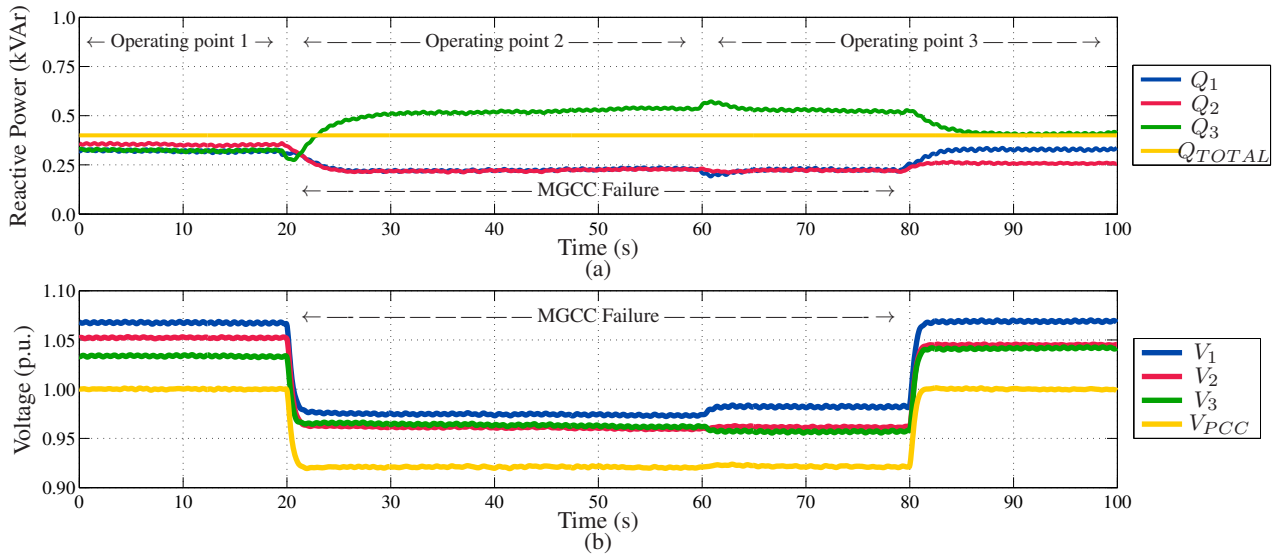 Reactive Power (kVAr)
1.0
0.75
0.5
0.25
0.0
Operating point 1
Operating point 2
Operating point 3
MGCC Failure
0 10 20 30 40 50 60 70 80 90 100
Time (s)
(a)
Q1
Q2
Q3
QTOTAL
Voltage (p.u.)
1.10
1.05
1.00
0.95
0.90
MGCC Failure
0 10 20 30 40 50 60 70 80 90 100
Time (s)
(b)
V1
V2
V3
VPCC